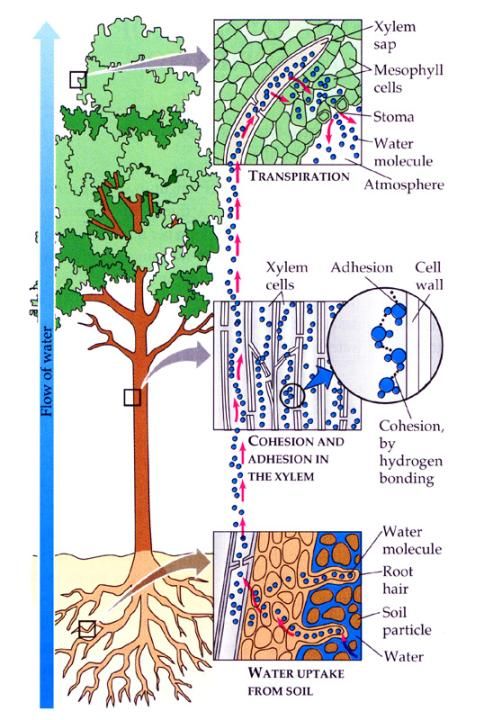 Xylem
sap
Mesophyll
cells
Stoma
Water
molecule
Atmosphere
TRANSPIRATION
Xylem
cells
Adhesion
Cell
wall
Flow of water
Cohesion,
by
hydrogen
bonding
COHESION AND
ADHESION IN
THE XYLEM
Water
molecule
Root
hair
Soil
particle
Water
WATER UPTAKE
FROM SOIL